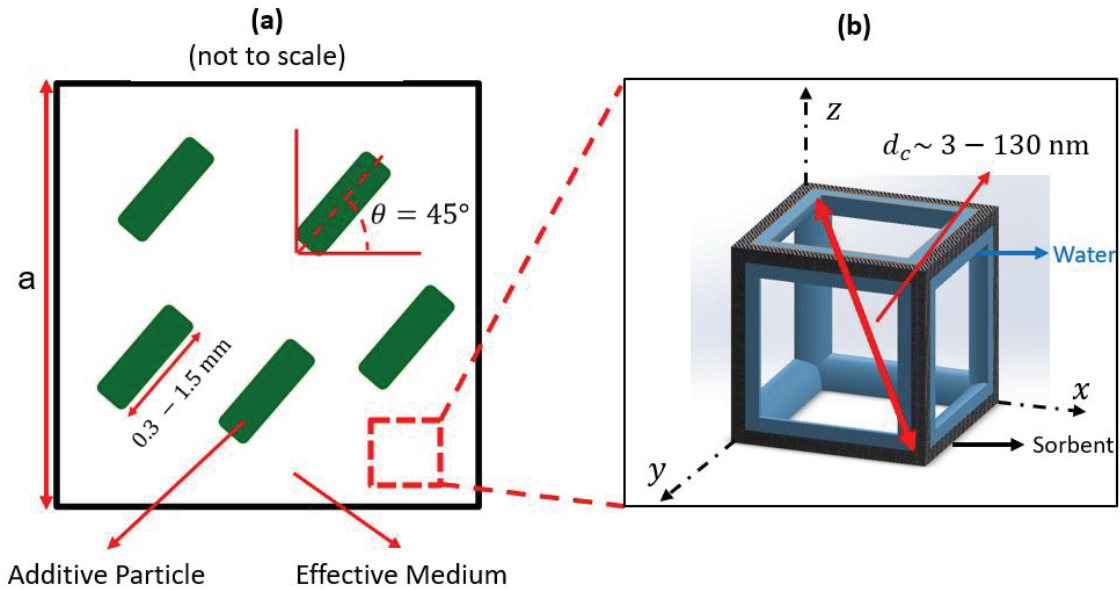 (a)
(not to scale)
a
θ = 45°
0.3 − 1.5 mm
Additive Particle
Effective Medium
(b)
z
d_c ~ 3 − 130 nm
Water
x
Sorbent
y